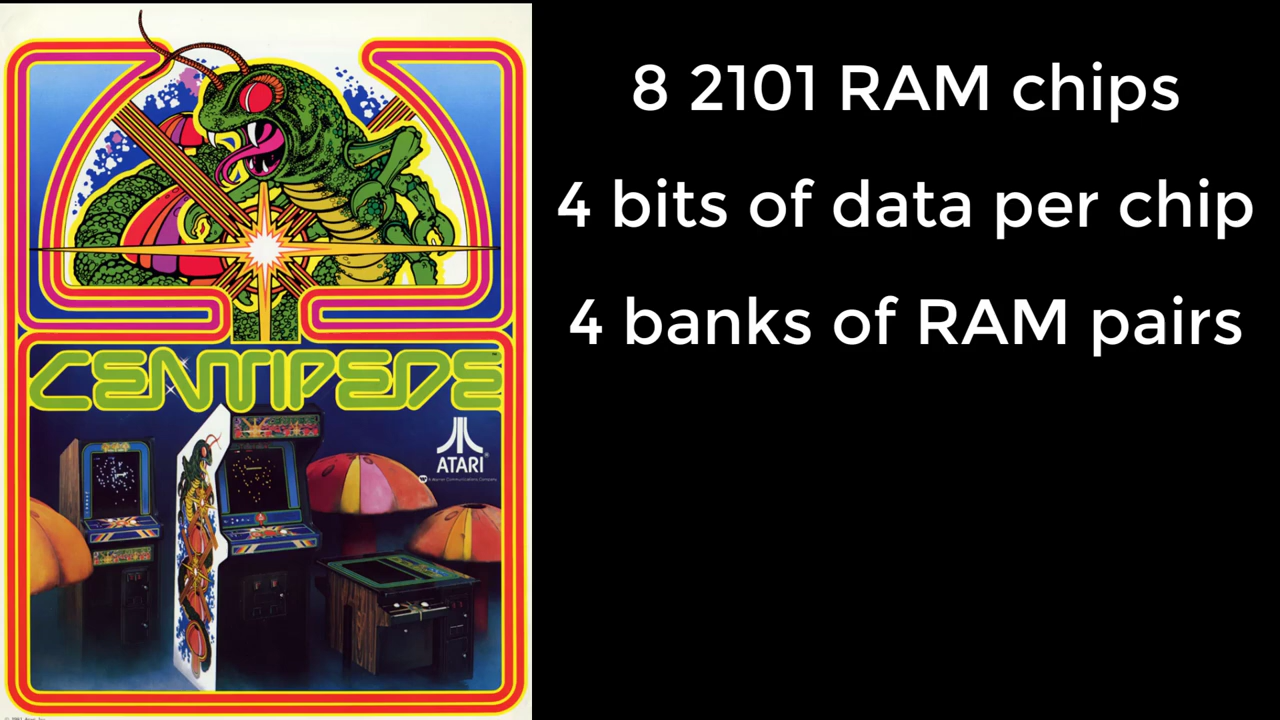 8 2101 RAM chips
4 bits of data per chip
4 banks of RAM pairs
CENTIPEDE
ATARI